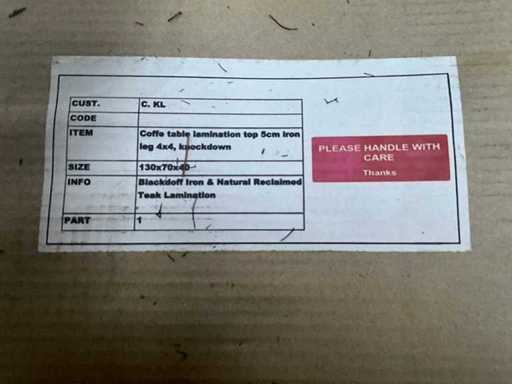 CUST. C. KL
CODE
ITEM Coffe table lamination top 5cm iron
leg 4x4, knockdown
SIZE 130x70x40
INFO Blackdoff Iron & Natural Reclaimed
Teak Lamination
PART 1
PLEASE HANDLE WITH
CARE
Thanks